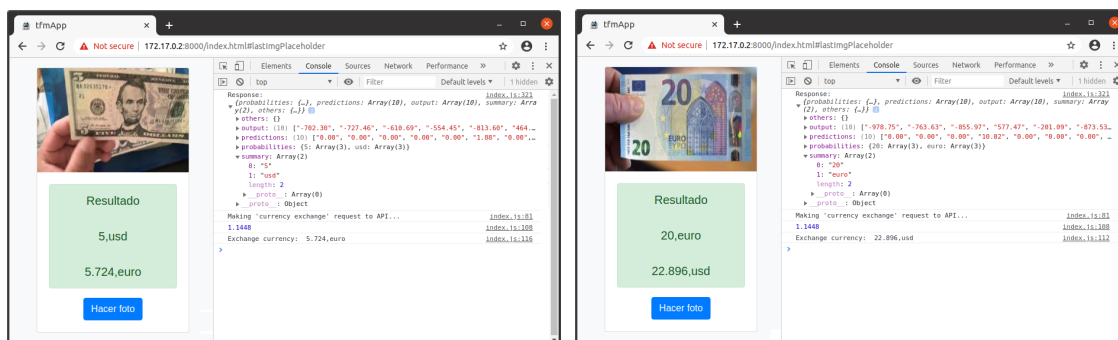 tfmApp
Not secure | 172.17.0.2:8000/index.html#lastImgPlaceholder
Elements Console Sources Network Performance »
top Filter Default levels ▾ 1 hidden
FIVE DOLLARS
Resultado
5,usd
5.724,euro
Hacer foto
Response: index.js:321
{probabilities: {…}, predictions: Array(10), output: Array(10), summary: Arra
y(2), others: {…}}
▶ others: {}
▶ output: (10) ["-702.30", "-727.46", "-610.69", "-554.45", "-813.60", "464.…
▶ predictions: (10) ["0.00", "0.00", "0.00", "0.00", "0.00", "1.88", "0.00",…
▶ probabilities: {5: Array(3), usd: Array(3)}
▼ summary: Array(2)
0: "5"
1: "usd"
length: 2
▶ __proto__: Array(0)
▶ __proto__: Object
Making 'currency exchange' request to API... index.js:81
1.1448 index.js:108
Exchange currency: 5.724,euro index.js:116
tfmApp
Not secure | 172.17.0.2:8000/index.html#lastImgPlaceholder
Elements Console Sources Network Performance »
top Filter Default levels ▾ 1 hidden
20
EURO
20
Resultado
20,euro
22.896,usd
Hacer foto
Response: index.js:321
{probabilities: {…}, predictions: Array(10), output: Array(10), summary:
Array(2), others: {…}}
▶ others: {}
▶ output: (10) ["-978.75", "-763.63", "-855.97", "577.47", "-201.09", "-873.53…
▶ predictions: (10) ["0.00", "0.00", "0.00", "10.82", "0.00", "0.00", "0.00", …
▶ probabilities: {20: Array(3), euro: Array(3)}
▼ summary: Array(2)
0: "20"
1: "euro"
length: 2
▶ __proto__: Array(0)
▶ __proto__: Object
Making 'currency exchange' request to API... index.js:81
1.1448 index.js:108
Exchange currency: 22.896,usd index.js:112